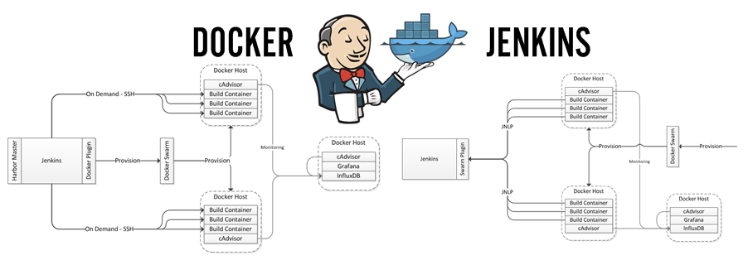 DOCKER
JENKINS
Docker Host
cAdvisor
Build Container
Build Container
Build Container
On Demand - SSH
Harbor Master
Jenkins
Docker Plugin
Provision
Docker Swarm
Provision
Monitoring
Docker Host
cAdvisor
Grafana
InfluxDB
Docker Host
Build Container
Build Container
Build Container
cAdvisor
On Demand - SSH
Docker Host
cAdvisor
Build Container
Build Container
Build Container
JNLP
Jenkins
Swarm Plugin
Provision
Docker Swarm
Provision
Monitoring
JNLP
Docker Host
Build Container
Build Container
Build Container
cAdvisor
Docker Host
cAdvisor
Grafana
InfluxDB